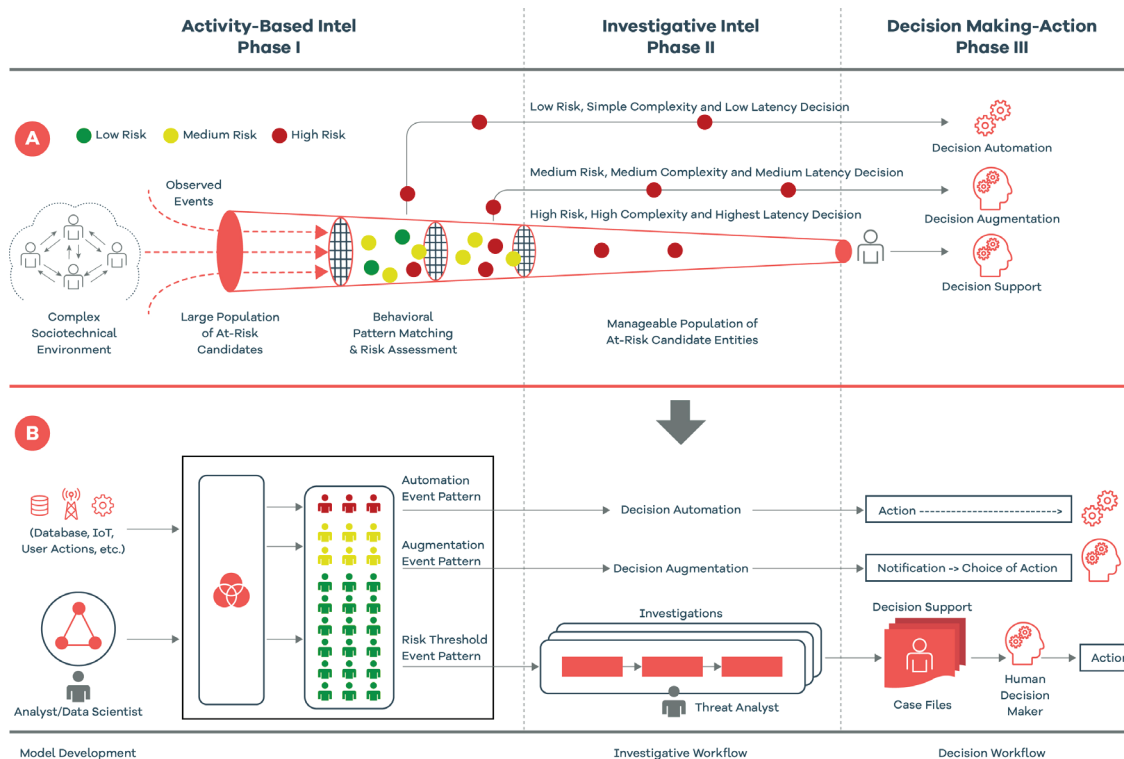 Activity-Based Intel
Phase I
Investigative Intel
Phase II
Decision Making-Action
Phase III
A
Low Risk
Medium Risk
High Risk
Low Risk, Simple Complexity and Low Latency Decision
Decision Automation
Observed
Events
Medium Risk, Medium Complexity and Medium Latency Decision
Decision Augmentation
High Risk, High Complexity and Highest Latency Decision
Decision Support
Complex
Sociotechnical
Environment
Large Population
of At-Risk
Candidates
Behavioral
Pattern Matching
& Risk Assessment
Manageable Population of
At-Risk Candidate Entities
B
(Database, IoT,
User Actions, etc.)
Analyst/Data Scientist
Automation
Event Pattern
Augmentation
Event Pattern
Risk Threshold
Event Pattern
Decision Automation
Decision Augmentation
Investigations
Threat Analyst
Action ---------------------->
Notification -> Choice of Action
Decision Support
Case Files
Human
Decision
Maker
Action
Model Development
Investigative Workflow
Decision Workflow